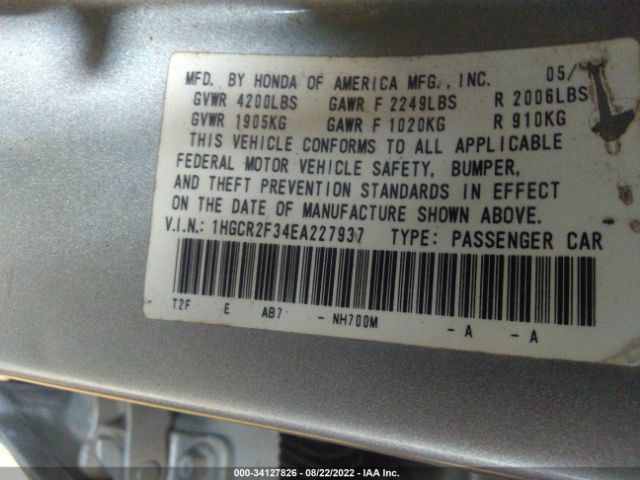 MFD. BY HONDA OF AMERICA MFG., INC. 05/
GVWR 4200LBS GAWR F 2249LBS R 2006LBS
GVWR 1905KG GAWR F 1020KG R 910KG
THIS VEHICLE CONFORMS TO ALL APPLICABLE
FEDERAL MOTOR VEHICLE SAFETY, BUMPER,
AND THEFT PREVENTION STANDARDS IN EFFECT
ON THE DATE OF MANUFACTURE SHOWN ABOVE.
V.I.N.: 1HGCR2F34EA227937 TYPE: PASSENGER CAR
T2F E AB7 - NH700M - A - A
000-34127826 - 08/22/2022 - IAA Inc.